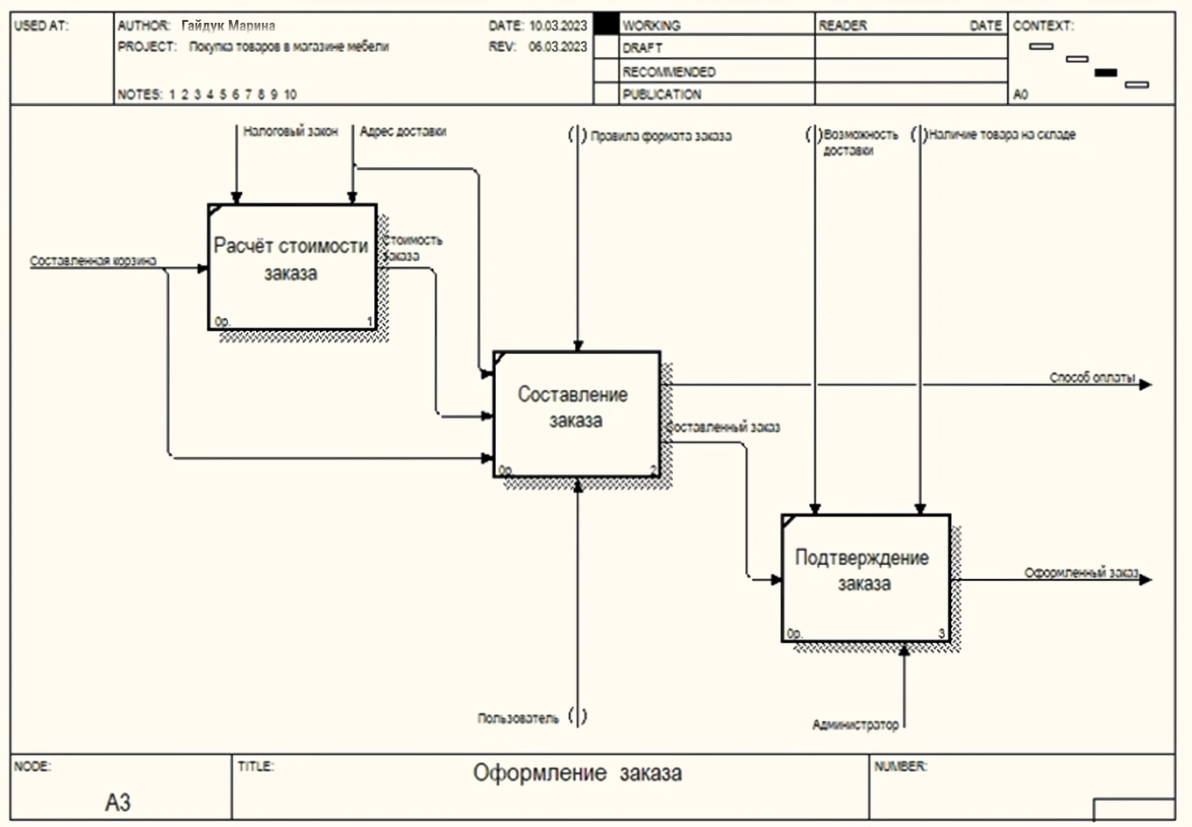 USED AT:
AUTHOR: Гайдук Марина
DATE: 10.03.2023
PROJECT: Покупка товаров в магазине мебели
REV: 06.03.2023
NOTES: 1 2 3 4 5 6 7 8 9 10
WORKING
DRAFT
RECOMMENDED
PUBLICATION
READER DATE
CONTEXT:
A0
Налоговый закон
Адрес доставки
( ) Правила формата заказа
( ) Возможность
доставки
( ) Наличие товара на складе
Составленная корзина
Расчёт стоимости
заказа
0р. 1
Стоимость
заказа
Составление
заказа
0р. 2
Способ оплаты
Составленный заказ
Подтверждение
заказа
0р. 3
Оформленный заказ
Пользователь ( )
Администратор
NODE:
A3
TITLE:
Оформление заказа
NUMBER: